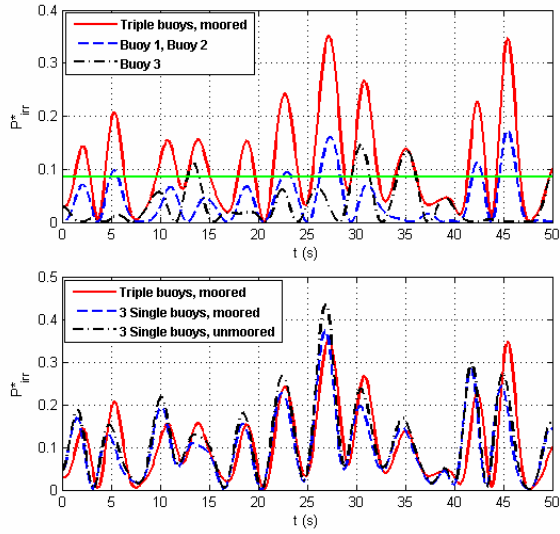 0.4
0.3
0.2
0.1
0
P*irr
Triple buoys, moored
Buoy 1, Buoy 2
Buoy 3
0 5 10 15 20 25 30 35 40 45 50
t (s)
0.5
0.4
0.3
0.2
0.1
0
P*irr
Triple buoys, moored
3 Single buoys, moored
3 Single buoys, unmoored
0 5 10 15 20 25 30 35 40 45 50
t (s)